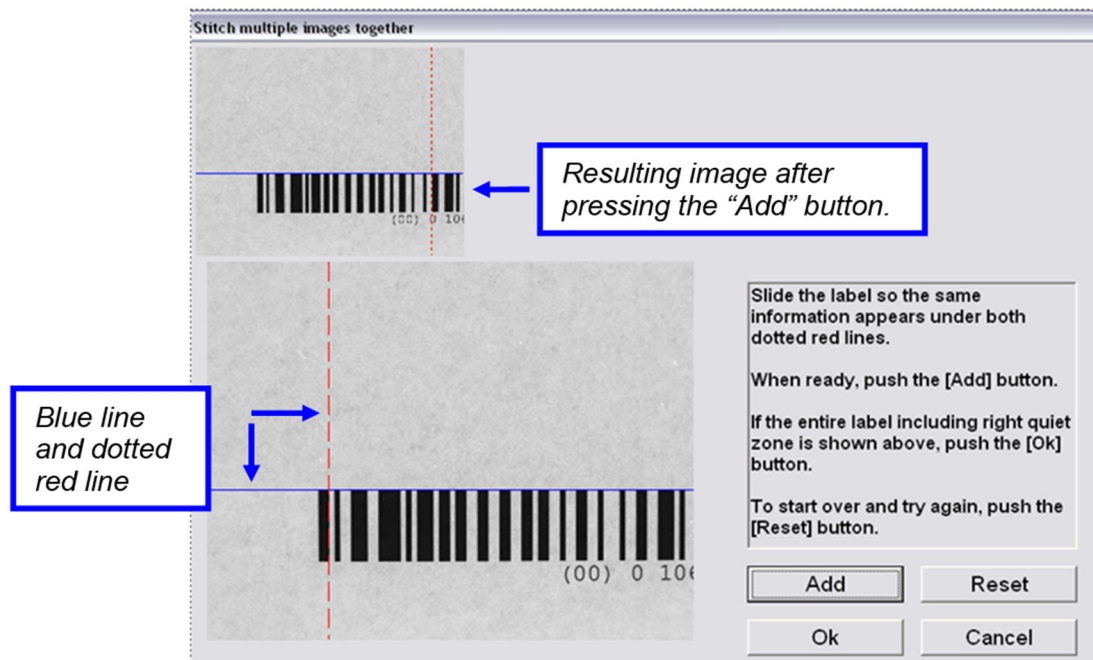 Stitch multiple images together
(00) 0 106
Resulting image after
pressing the “Add” button.
Blue line
and dotted
red line
(00) 0 106
Slide the label so the same
information appears under both
dotted red lines.
When ready, push the [Add] button.
If the entire label including right quiet
zone is shown above, push the [Ok]
button.
To start over and try again, push the
[Reset] button.
Add
Reset
Ok
Cancel